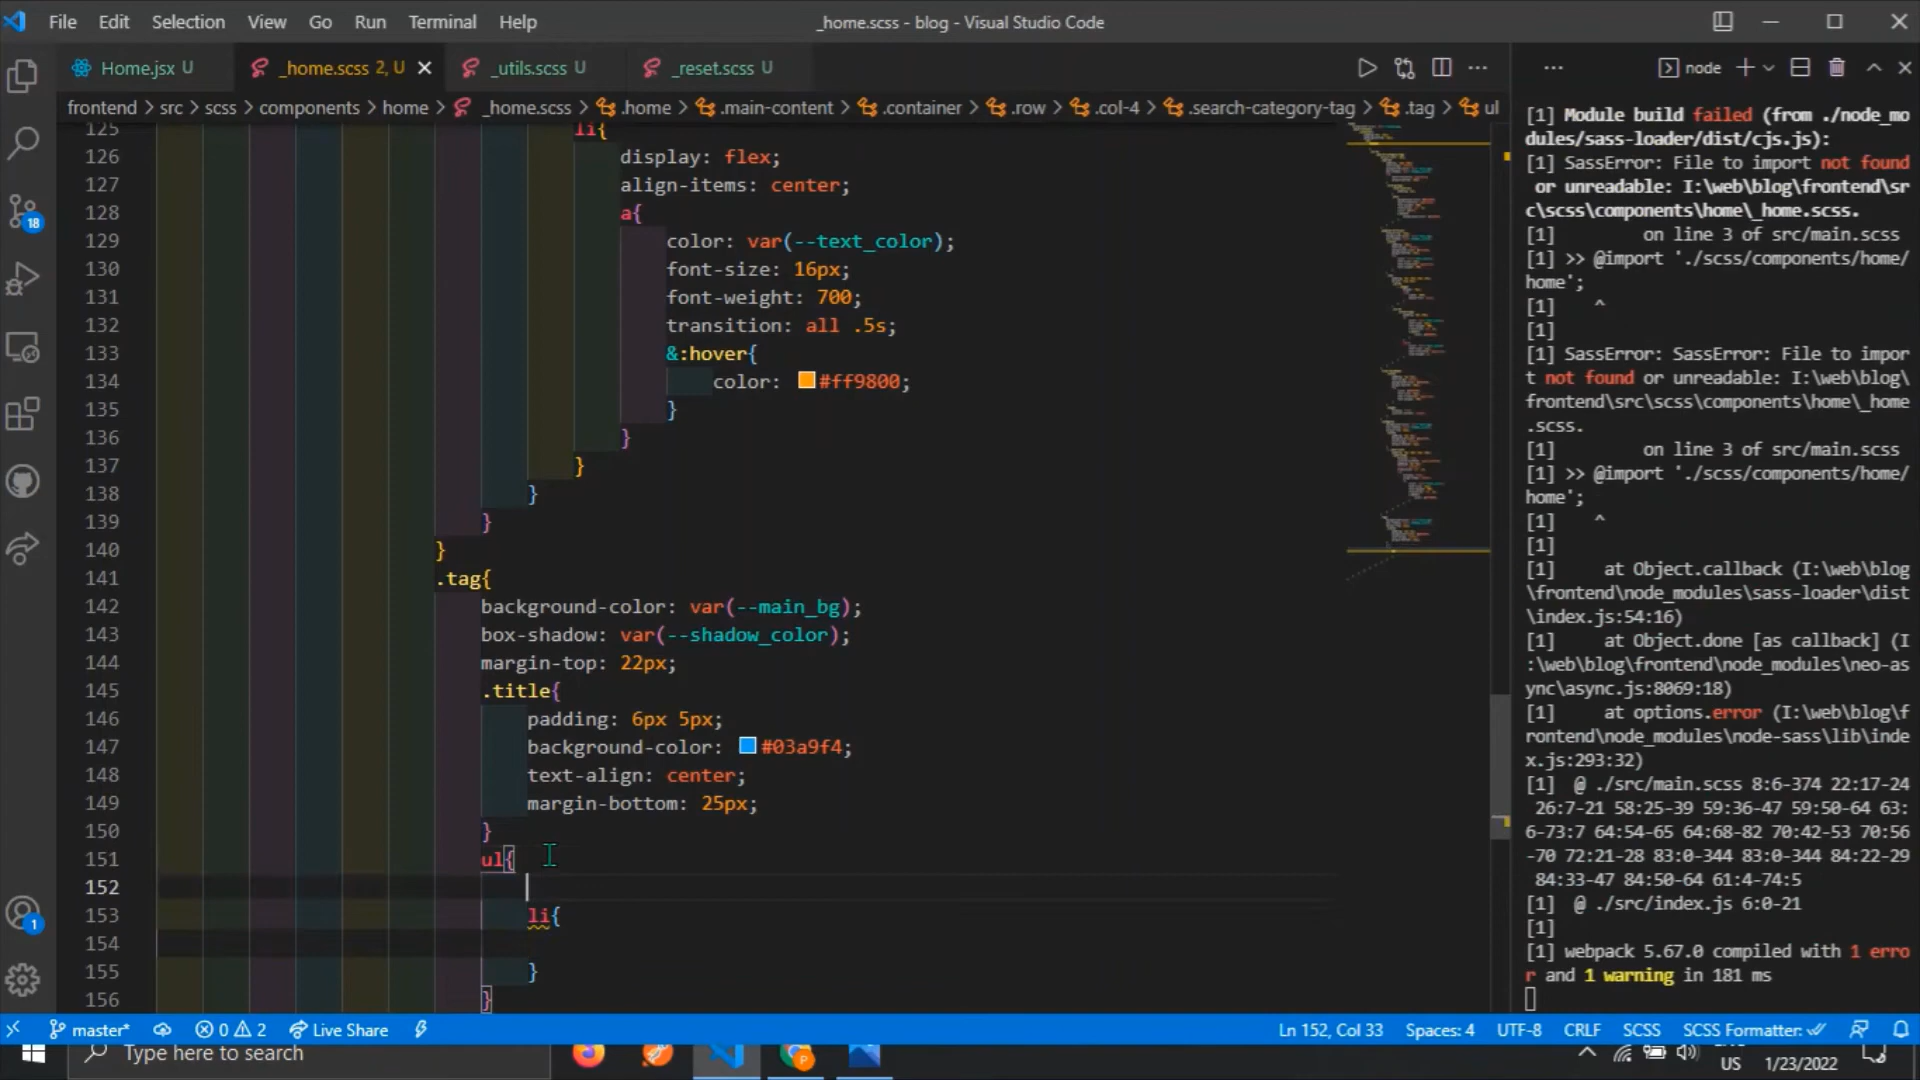 File Edit Selection View Go Run Terminal Help
_home.scss - blog - Visual Studio Code
Home.jsx U
_home.scss 2, U
_utils.scss U
_reset.scss U
node
frontend > src > scss > components > home > _home.scss > .home > .main-content > .container > .row > .col-4 > .search-category-tag > .tag > ul
125 li{
126 display: flex;
127 align-items: center;
128 a{
129 color: var(--text_color);
130 font-size: 16px;
131 font-weight: 700;
132 transition: all .5s;
133 &:hover{
134 color: #ff9800;
135 }
136 }
137 }
138 }
139 }
140 }
141 .tag{
142 background-color: var(--main_bg);
143 box-shadow: var(--shadow_color);
144 margin-top: 22px;
145 .title{
146 padding: 6px 5px;
147 background-color: #03a9f4;
148 text-align: center;
149 margin-bottom: 25px;
150 }
151 ul{
152
153 li{
154
155 }
156 }
[1] Module build failed (from ./node_mo
dules/sass-loader/dist/cjs.js):
[1] SassError: File to import not found
or unreadable: I:\web\blog\frontend\sr
c\scss\components\home\_home.scss.
[1] on line 3 of src/main.scss
[1] >> @import './scss/components/home/
home';
[1] ^
[1]
[1] SassError: SassError: File to impor
t not found or unreadable: I:\web\blog\
frontend\src\scss\components\home\_home
.scss.
[1] on line 3 of src/main.scss
[1] >> @import './scss/components/home/
home';
[1] ^
[1]
[1] at Object.callback (I:\web\blog
\frontend\node_modules\sass-loader\dist
\index.js:54:16)
[1] at Object.done [as callback] (I
:\web\blog\frontend\node_modules\neo-as
ync\async.js:8069:18)
[1] at options.error (I:\web\blog\f
rontend\node_modules\node-sass\lib\inde
x.js:293:32)
[1] @ ./src/main.scss 8:6-374 22:17-24
26:7-21 58:25-39 59:36-47 59:50-64 63:
6-73:7 64:54-65 64:68-82 70:42-53 70:56
-70 72:21-28 83:0-344 83:0-344 84:22-29
84:33-47 84:50-64 61:4-74:5
[1] @ ./src/index.js 6:0-21
[1]
[1] webpack 5.67.0 compiled with 1 erro
r and 1 warning in 181 ms
18
1
master* 0 2 Live Share
Ln 152, Col 33 Spaces: 4 UTF-8 CRLF SCSS SCSS Formatter:
Type here to search
US 1/23/2022